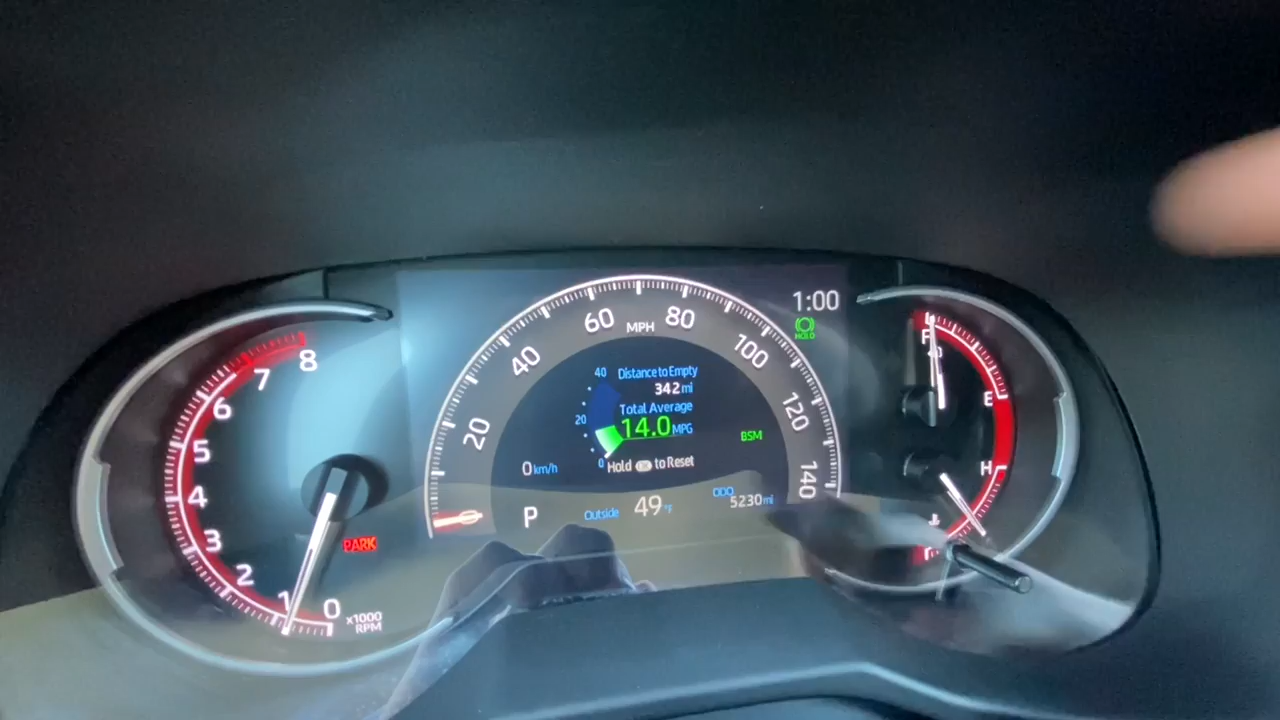 1:00
HOLD
60 MPH 80
40
100
20
120
140
8
7
6
5
4
3
2
1
0
x1000
RPM
PARK
40
20
0
Distance to Empty
342 mi
Total Average
14.0 MPG
BSM
0 km/h
Hold OK to Reset
P
Outside 49 °F
ODO
5230 mi
F
E
H